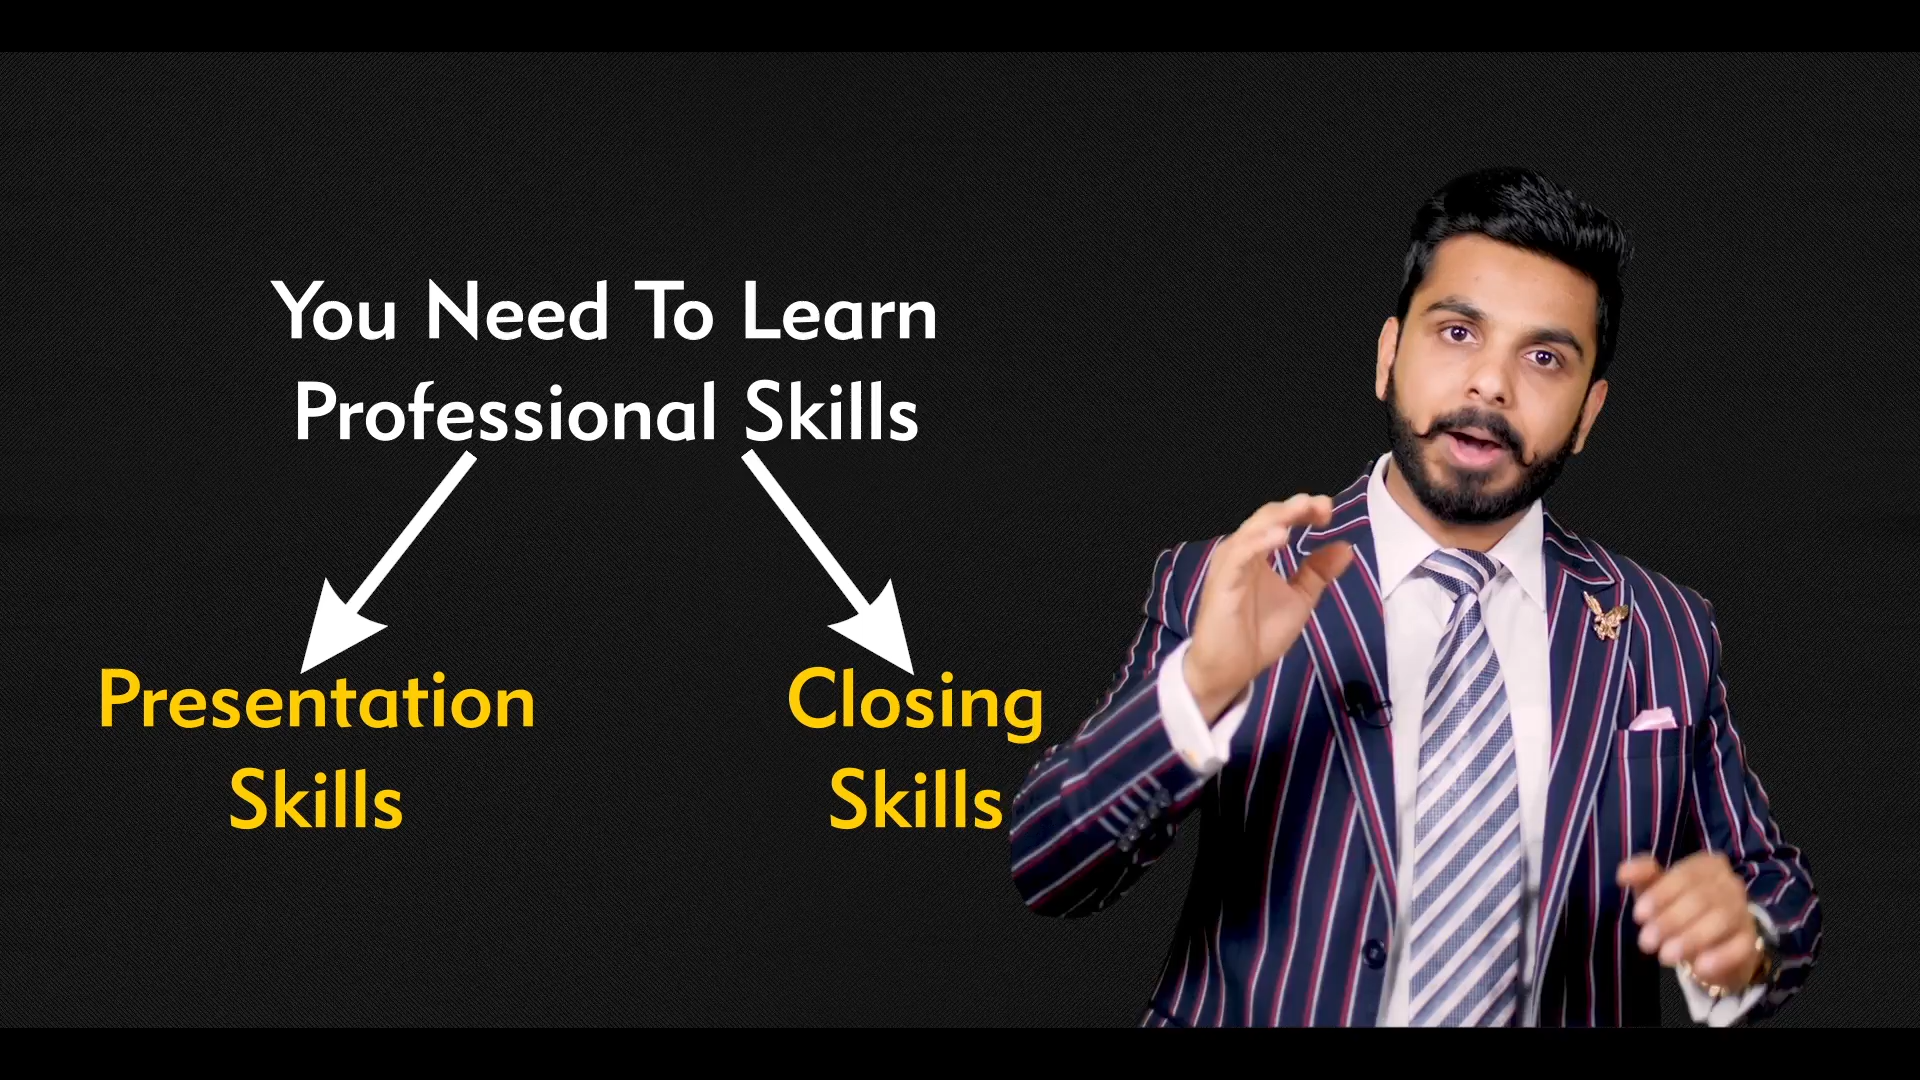 You Need To Learn
Professional Skills
Presentation
Skills
Closing
Skills